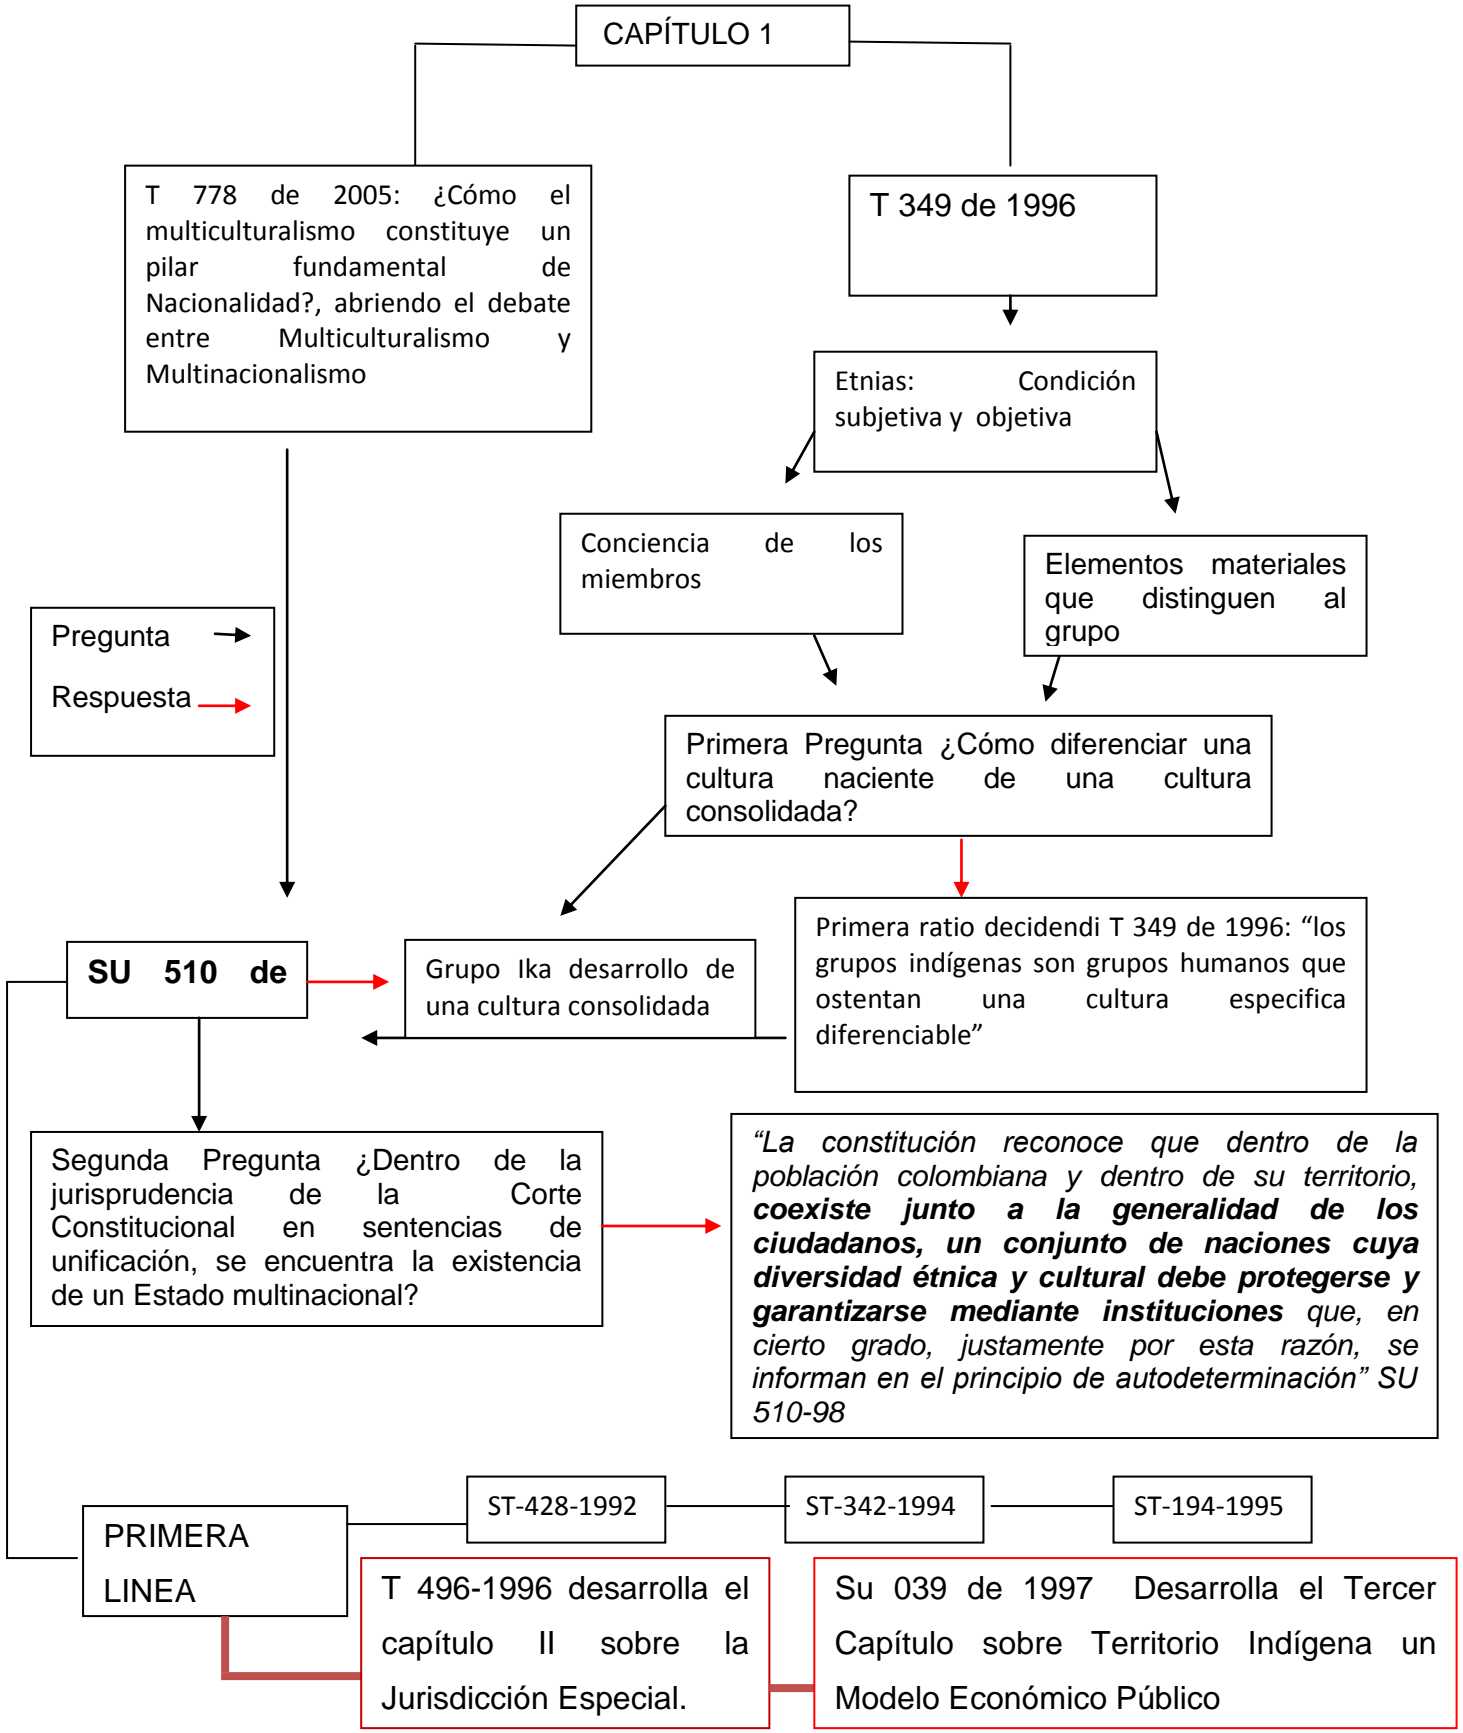 CAPÍTULO 1
T 778 de 2005: ¿Cómo el
multiculturalismo constituye un
pilar fundamental de
Nacionalidad?, abriendo el debate
entre Multiculturalismo y
Multinacionalismo
T 349 de 1996
Etnias: Condición
subjetiva y objetiva
Conciencia de los
miembros
Elementos materiales
que distinguen al
grupo
Pregunta
Respuesta
Primera Pregunta ¿Cómo diferenciar una
cultura naciente de una cultura
consolidada?
Primera ratio decidendi T 349 de 1996: “los
grupos indígenas son grupos humanos que
ostentan una cultura especifica
diferenciable”
SU 510 de
Grupo Ika desarrollo de
una cultura consolidada
Segunda Pregunta ¿Dentro de la
jurisprudencia de la Corte
Constitucional en sentencias de
unificación, se encuentra la existencia
de un Estado multinacional?
“La constitución reconoce que dentro de la
población colombiana y dentro de su territorio,
coexiste junto a la generalidad de los
ciudadanos, un conjunto de naciones cuya
diversidad étnica y cultural debe protegerse y
garantizarse mediante instituciones que, en
cierto grado, justamente por esta razón, se
informan en el principio de autodeterminación” SU
510-98
ST-428-1992
ST-342-1994
ST-194-1995
PRIMERA
LINEA
T 496-1996 desarrolla el
capítulo II sobre la
Jurisdicción Especial.
Su 039 de 1997 Desarrolla el Tercer
Capítulo sobre Territorio Indígena un
Modelo Económico Público